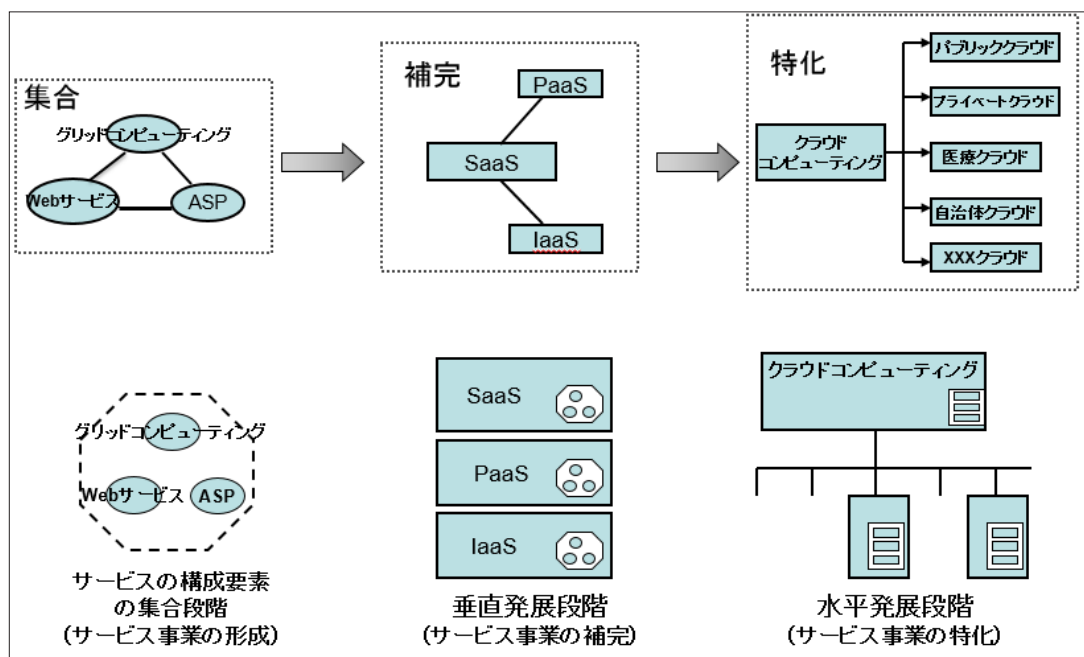 集合
グリッドコンピューティング
Webサービス
ASP
補完
PaaS
SaaS
IaaS
特化
クラウド
コンピューティング
パブリッククラウド
プライベートクラウド
医療クラウド
自治体クラウド
XXXクラウド
グリッドコンピューティング
Webサービス
ASP
サービスの構成要素
の集合段階
(サービス事業の形成)
SaaS
PaaS
IaaS
垂直発展段階
(サービス事業の補完)
クラウドコンピューティング
水平発展段階
(サービス事業の特化)